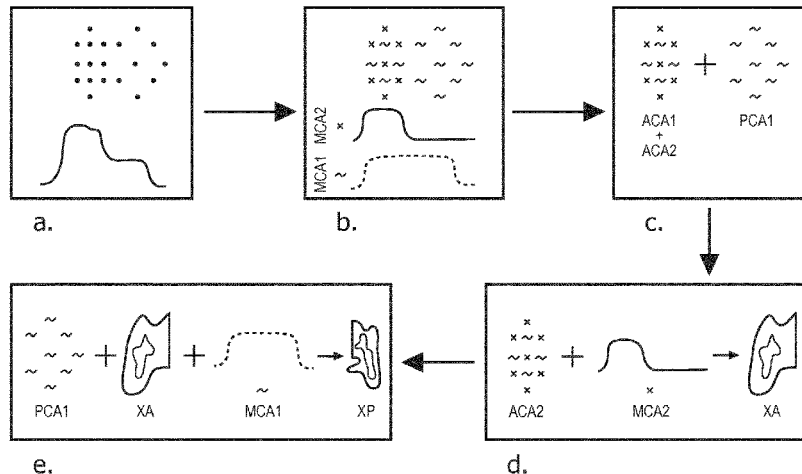 a.
MCA2
×
MCA1
~
b.
+
ACA1 PCA1
+
ACA2
c.
+ + →
~
PCA1 XA MCA1 XP
e.
+ →
×
ACA2 MCA2 XA
d.